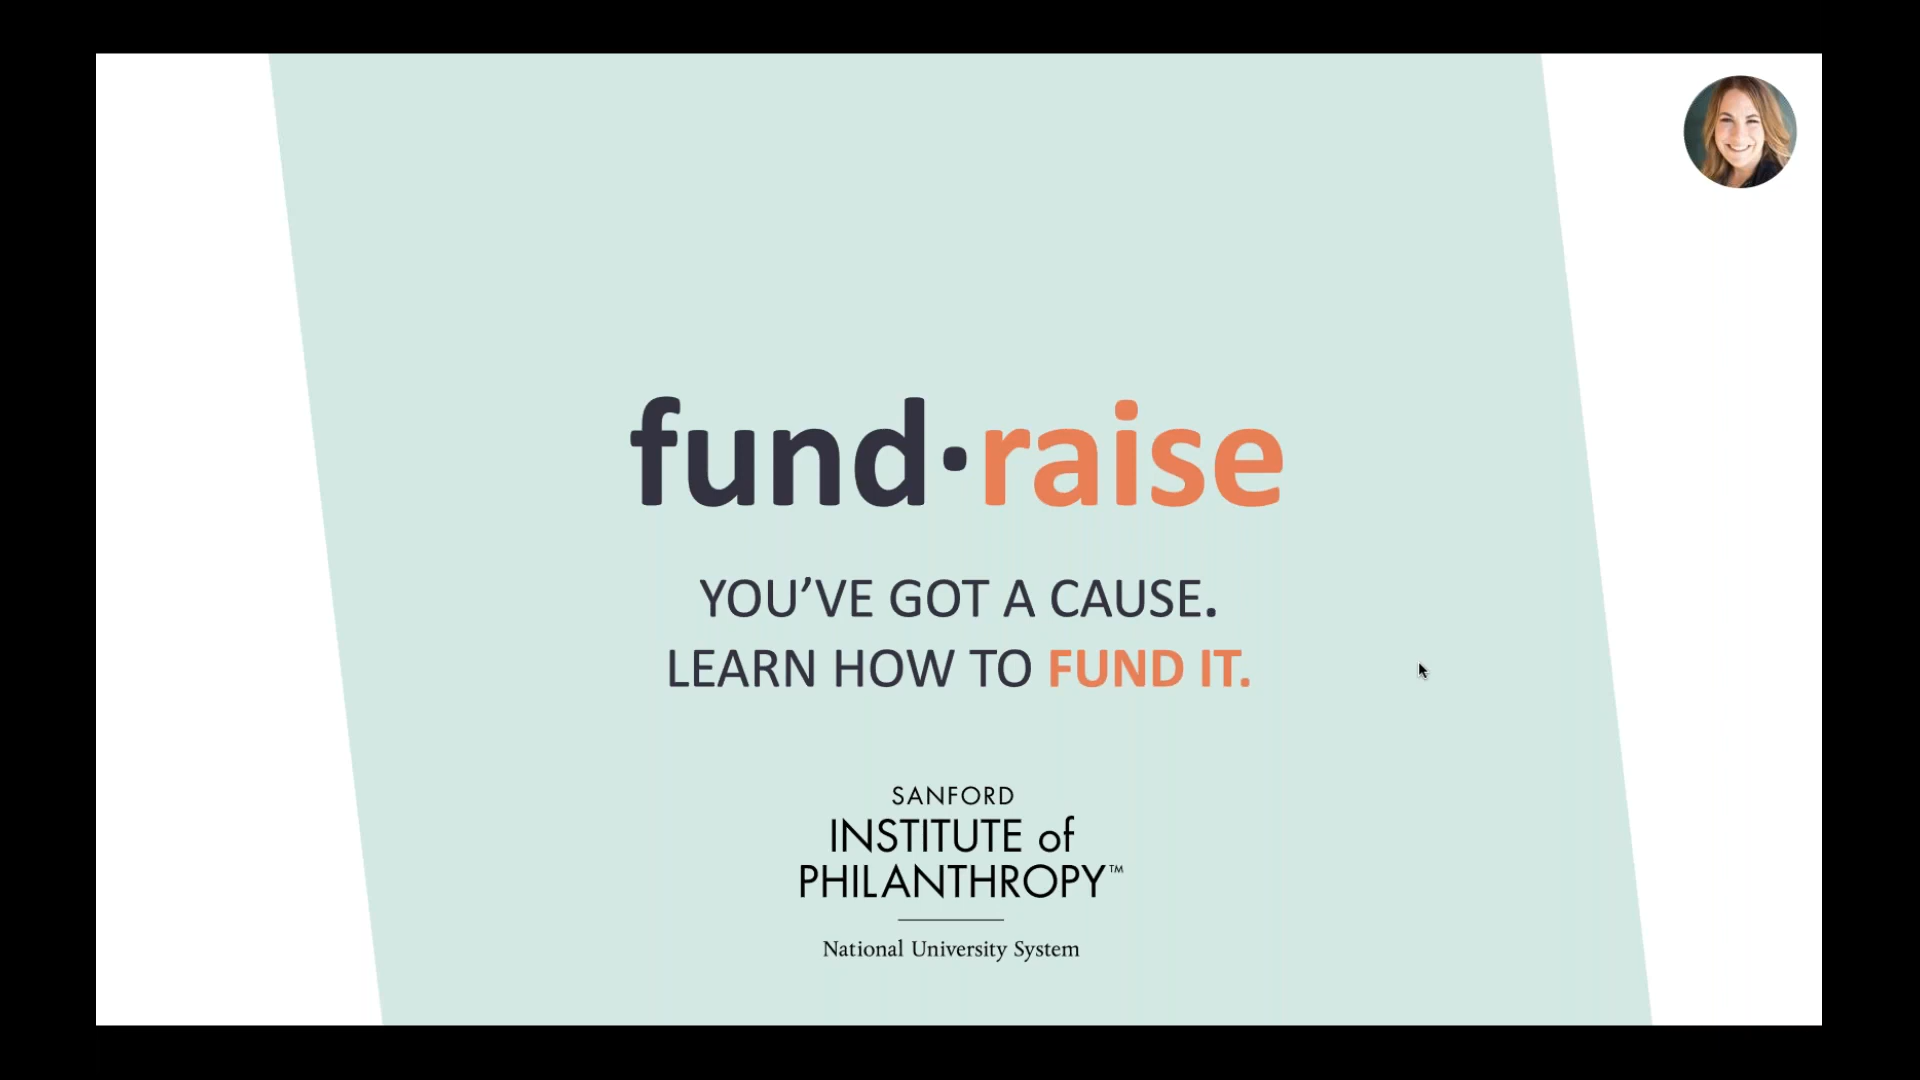 fund·raise
YOU’VE GOT A CAUSE.
LEARN HOW TO FUND IT.
SANFORD
INSTITUTE of
PHILANTHROPY™
National University System